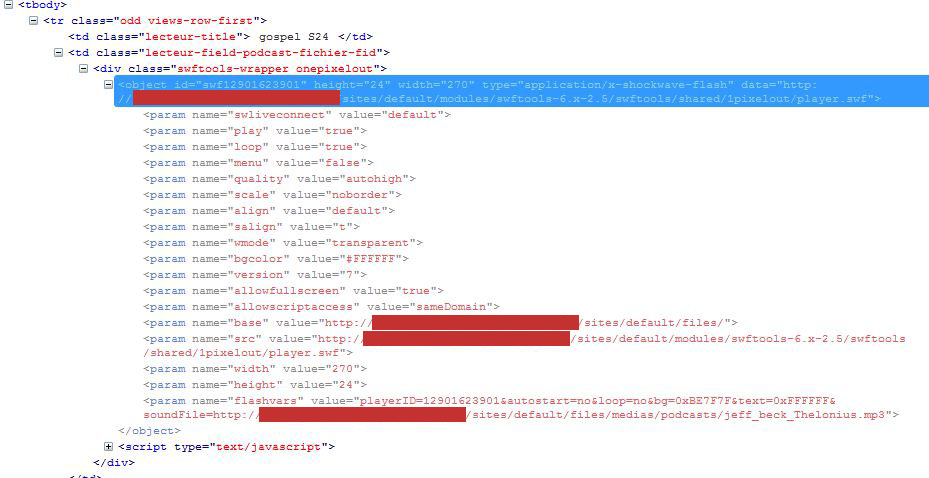 <tbody>
<tr class="odd views-row-first">
<td class="lecteur-title"> gospel S24 </td>
<td class="lecteur-field-podcast-fichier-fid">
<div class="swftools-wrapper onepixelout">
<object id="swf12901623901" height="24" width="270" type="application/x-shockwave-flash" data="http:
// sites/default/modules/swftools-6.x-2.5/swftools/shared/1pixelout/player.swf">
<param name="swliveconnect" value="default">
<param name="play" value="true">
<param name="loop" value="true">
<param name="menu" value="false">
<param name="quality" value="autohigh">
<param name="scale" value="noborder">
<param name="align" value="default">
<param name="salign" value="t">
<param name="wmode" value="transparent">
<param name="bgcolor" value="#FFFFFF">
<param name="version" value="7">
<param name="allowfullscreen" value="true">
<param name="allowscriptaccess" value="sameDomain">
<param name="base" value="http:/ /sites/default/files/">
<param name="src" value="http:/ /sites/default/modules/swftools-6.x-2.5/swftools
/shared/1pixelout/player.swf">
<param name="width" value="270">
<param name="height" value="24">
<param name="flashvars" value="playerID=12901623901&autostart=no&loop=no&bg=0xBE7F7F&text=0xFFFFFF&
soundFile=http:/ /sites/default/files/medias/podcasts/jeff_beck_Thelonius.mp3">
</object>
<script type="text/javascript">
</div>
</td>